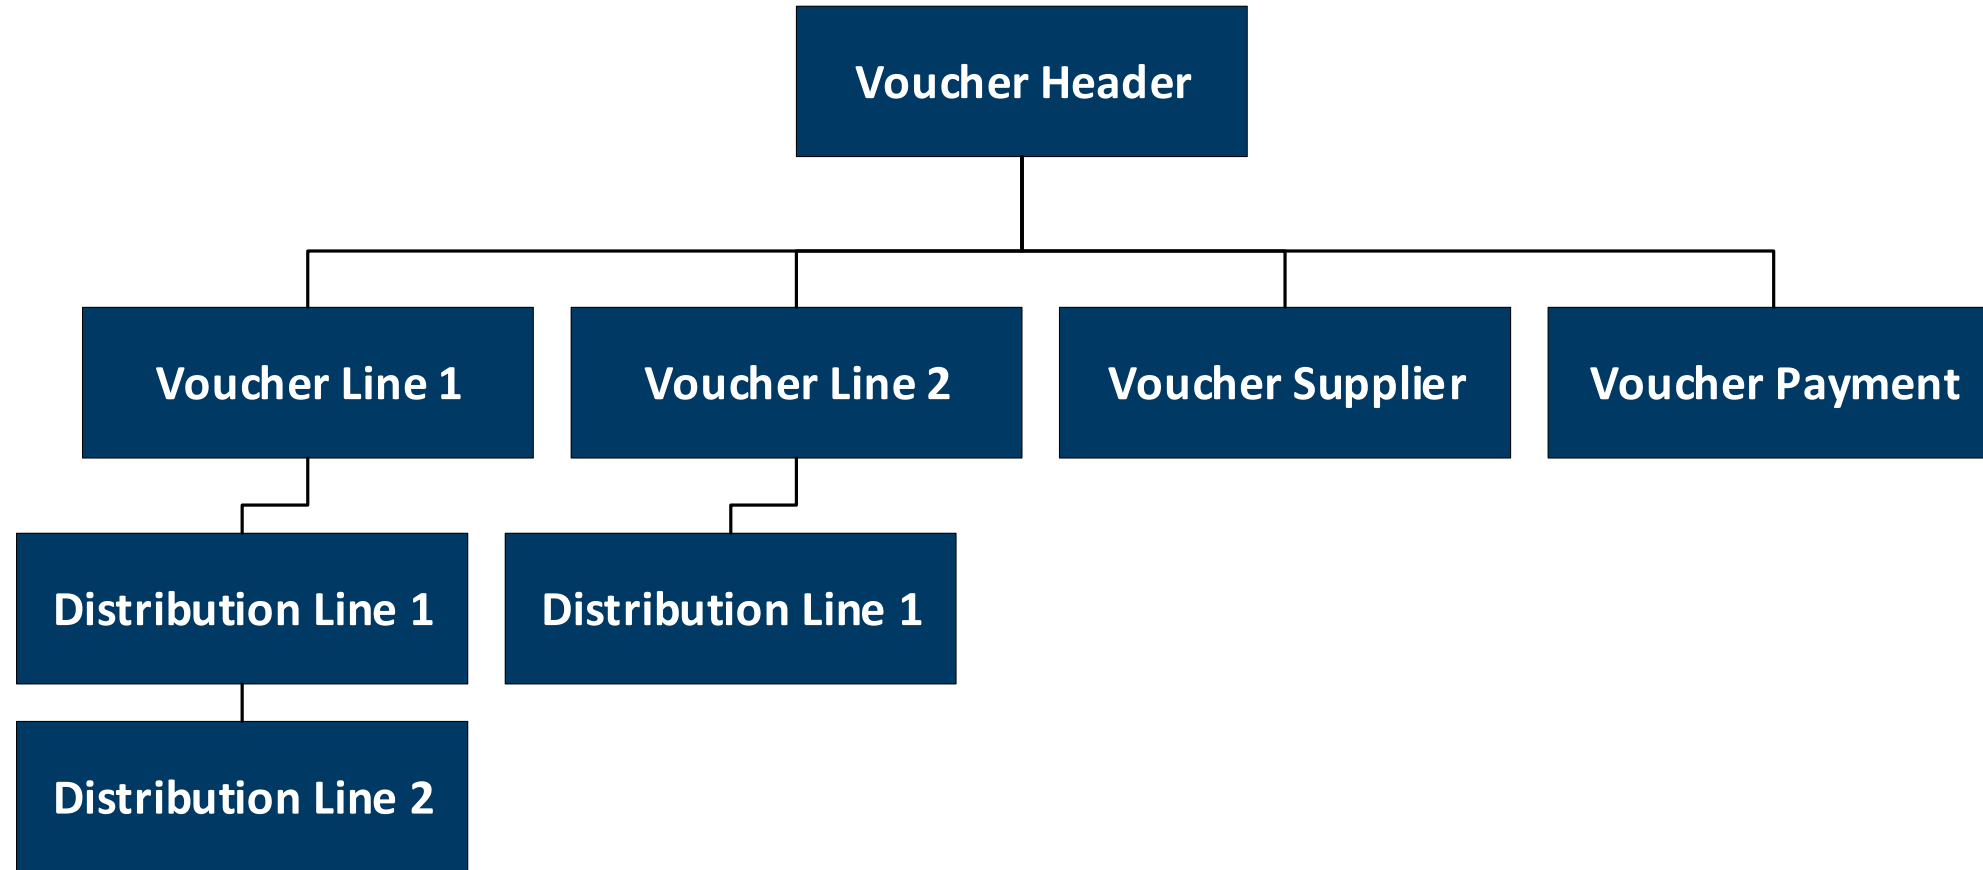 Voucher Header
Voucher Line 1
Voucher Line 2
Voucher Supplier
Voucher Payment
Distribution Line 1
Distribution Line 1
Distribution Line 2